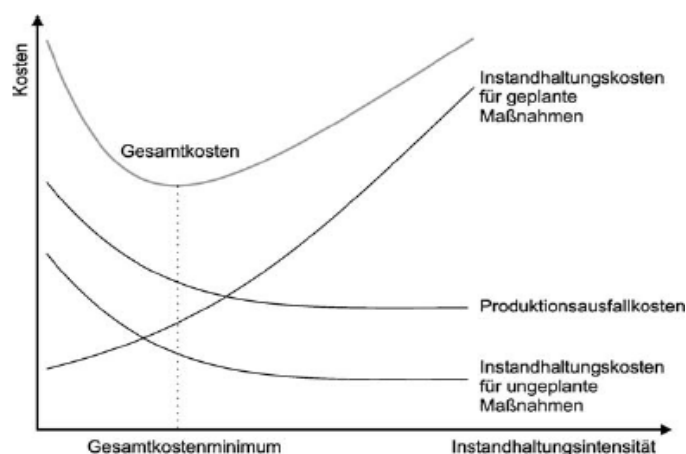 Kosten
Instandhaltungskosten
für geplante
Maßnahmen
Gesamtkosten
Produktionsausfallkosten
Instandhaltungskosten
für ungeplante
Maßnahmen
Gesamtkostenminimum
Instandhaltungsintensität